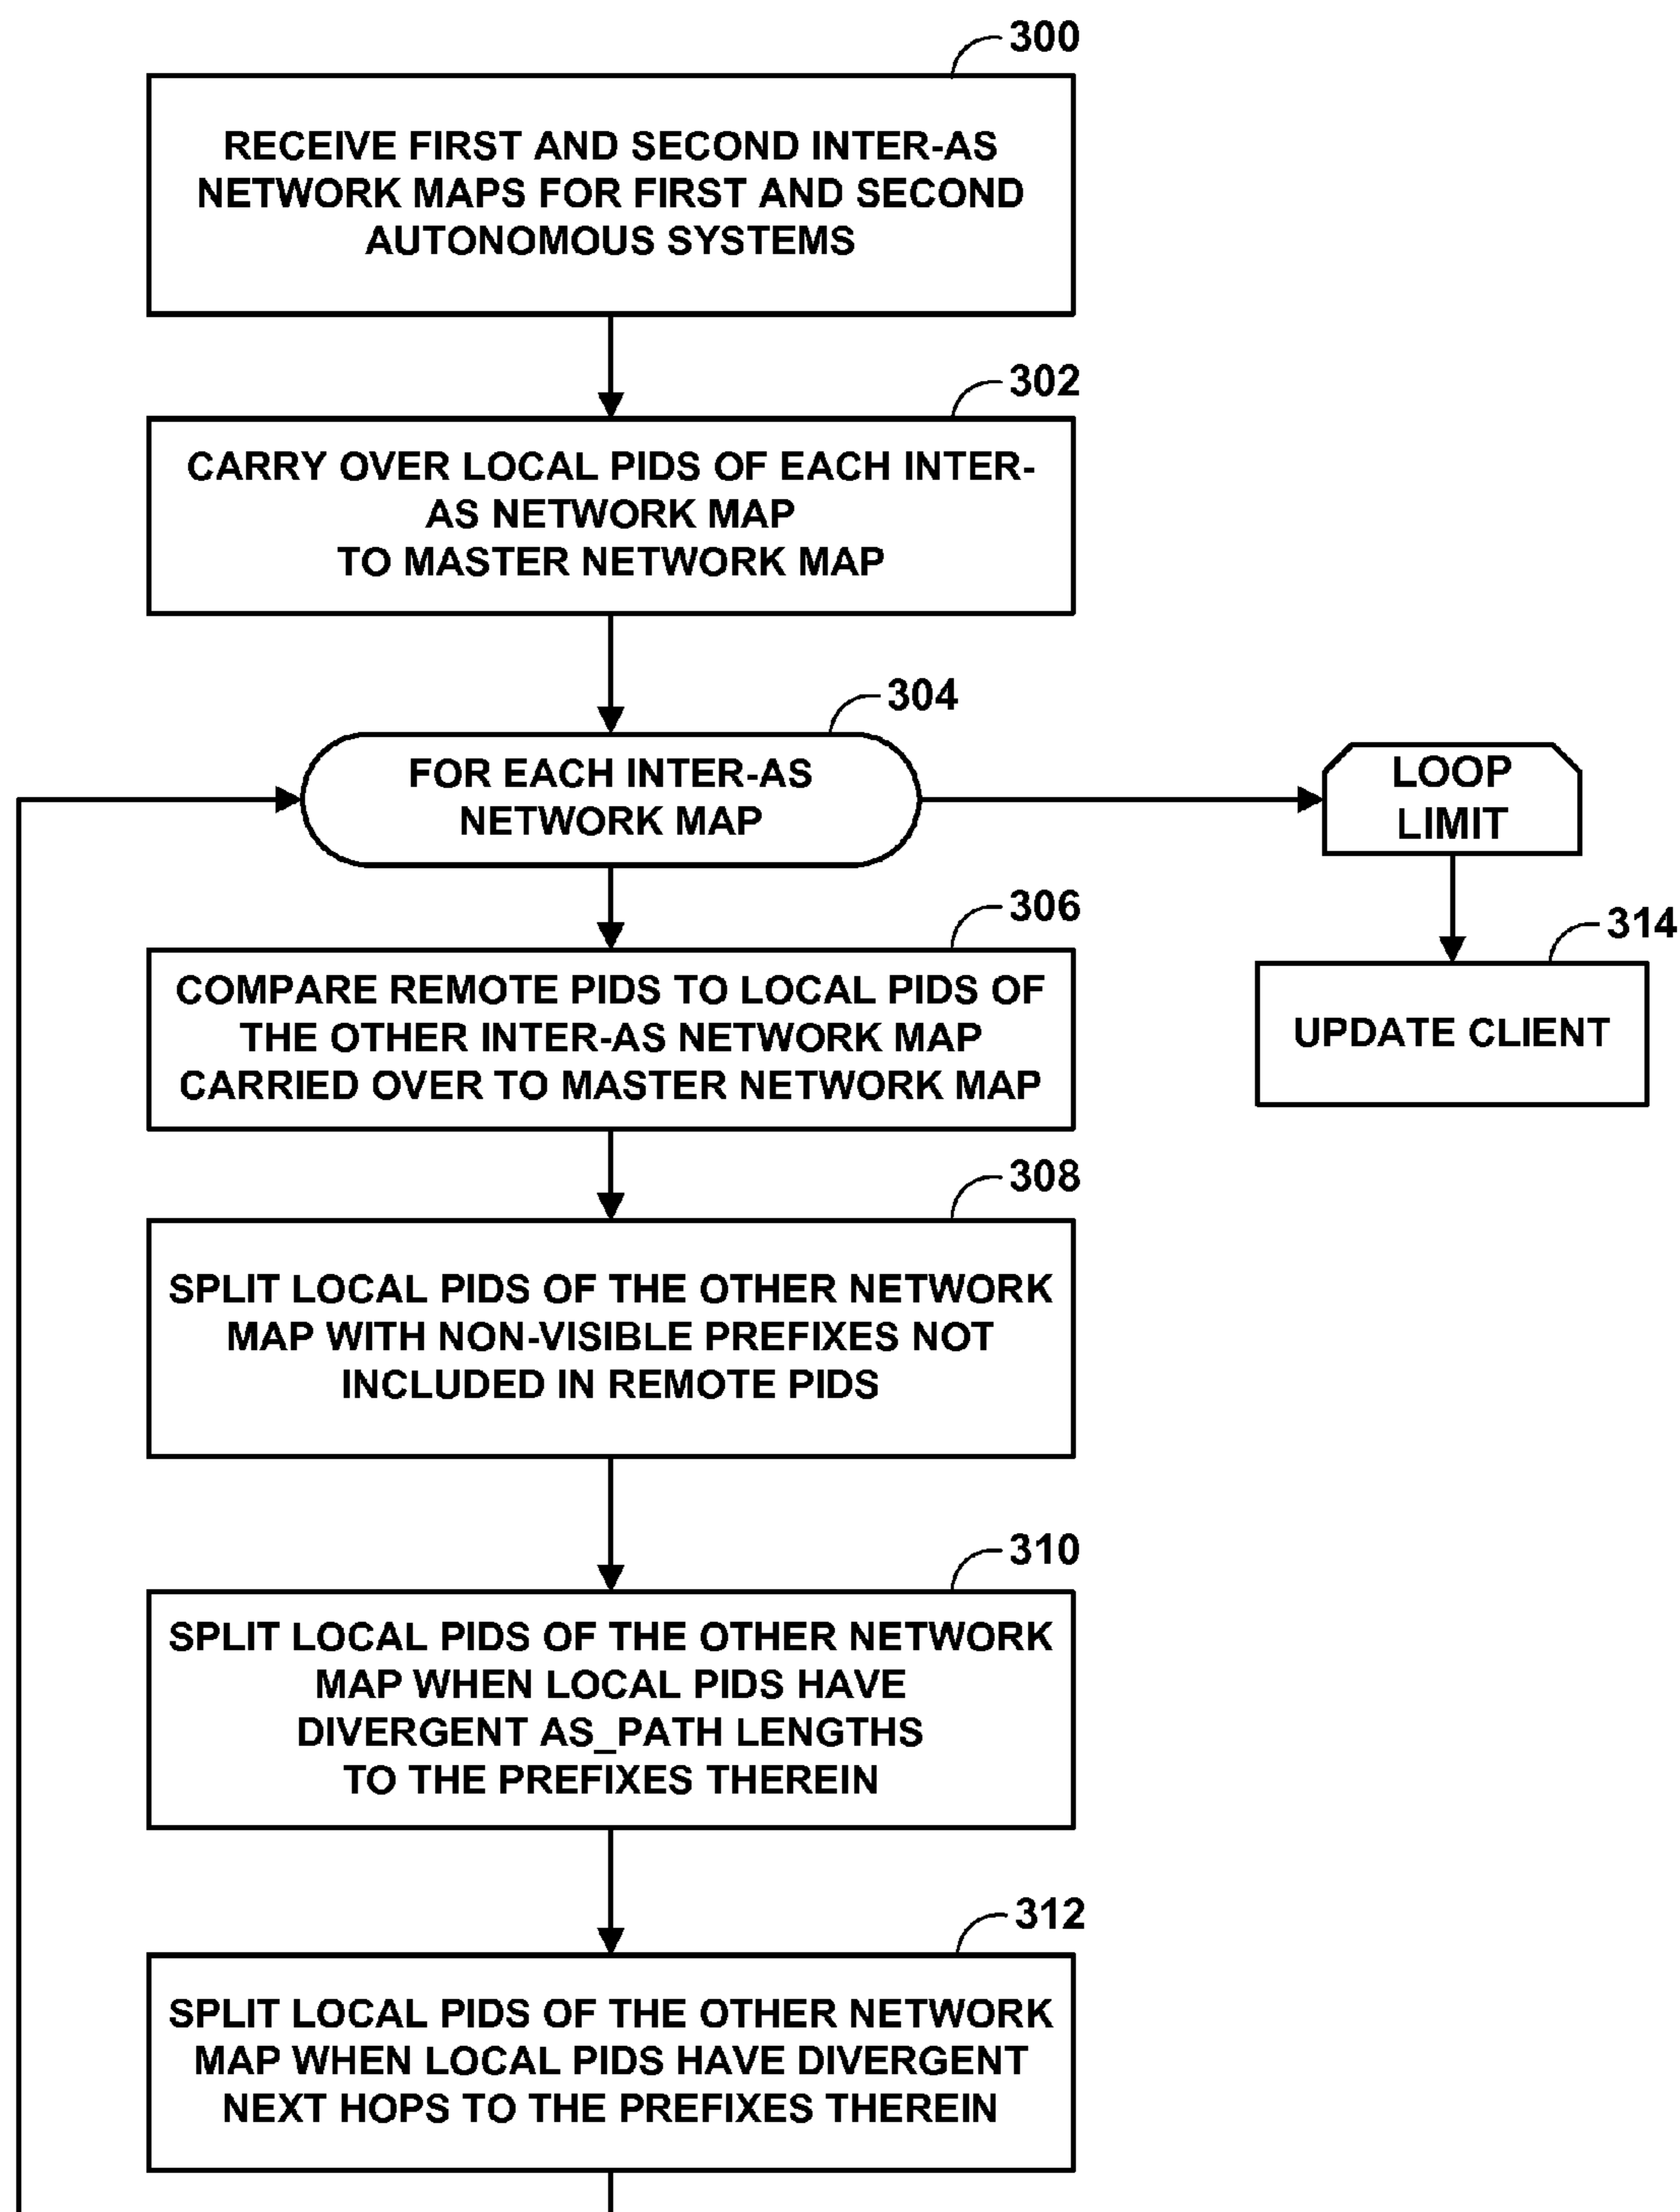 300
RECEIVE FIRST AND SECOND INTER-AS
NETWORK MAPS FOR FIRST AND SECOND
AUTONOMOUS SYSTEMS
302
CARRY OVER LOCAL PIDS OF EACH INTER-
AS NETWORK MAP
TO MASTER NETWORK MAP
304
FOR EACH INTER-AS
NETWORK MAP
LOOP
LIMIT
306
COMPARE REMOTE PIDS TO LOCAL PIDS OF
THE OTHER INTER-AS NETWORK MAP
CARRIED OVER TO MASTER NETWORK MAP
314
UPDATE CLIENT
308
SPLIT LOCAL PIDS OF THE OTHER NETWORK
MAP WITH NON-VISIBLE PREFIXES NOT
INCLUDED IN REMOTE PIDS
310
SPLIT LOCAL PIDS OF THE OTHER NETWORK
MAP WHEN LOCAL PIDS HAVE
DIVERGENT AS_PATH LENGTHS
TO THE PREFIXES THEREIN
312
SPLIT LOCAL PIDS OF THE OTHER NETWORK
MAP WHEN LOCAL PIDS HAVE DIVERGENT
NEXT HOPS TO THE PREFIXES THEREIN